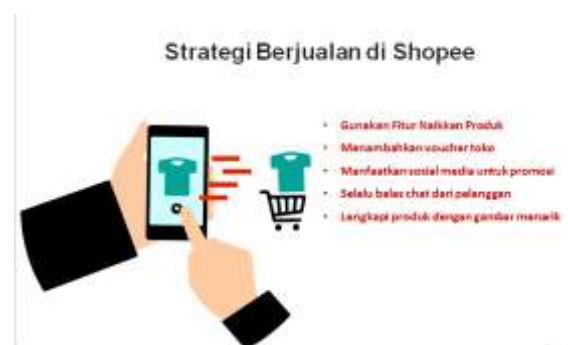 Strategi Berjualan di Shopee
• Gunakan Fitur Naikkan Produk
• Menambahkan voucher toko
• Manfaatkan sosial media untuk promosi
• Selalu balas chat dari pelanggan
• Lengkapi produk dengan gambar menarik